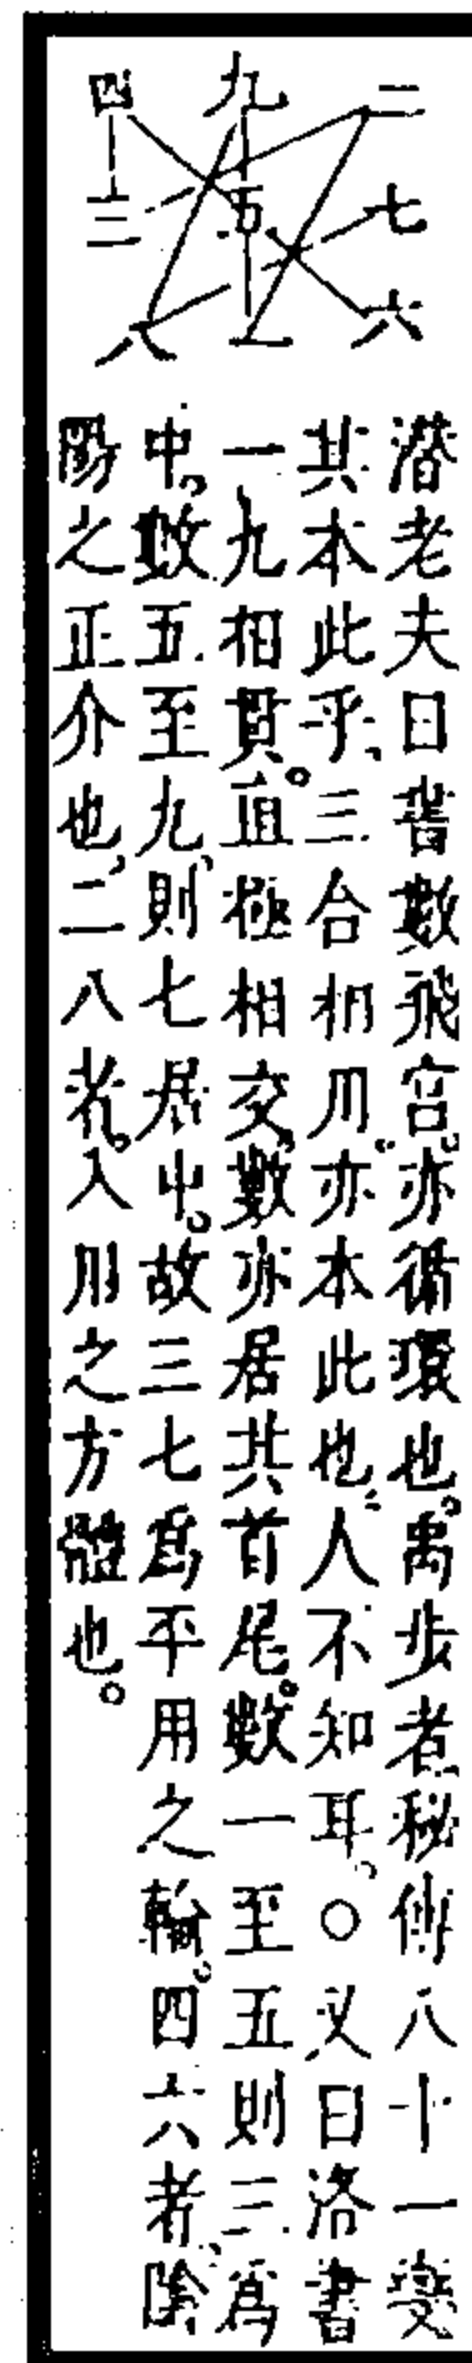 四九二
三五七
八一六
潛老夫曰書數飛宮。亦循環也。禹步者秘傳八十一變
其本此乎、三合相用。亦本此也、人不知耳。○又曰洛書
一九相貫。直極相交。數亦居其首尾。數一至五則三爲
中。數五至九、則七居中。故三七爲平用之輪。四六者、陰
陽之正介也、二八者。入用之方體也。